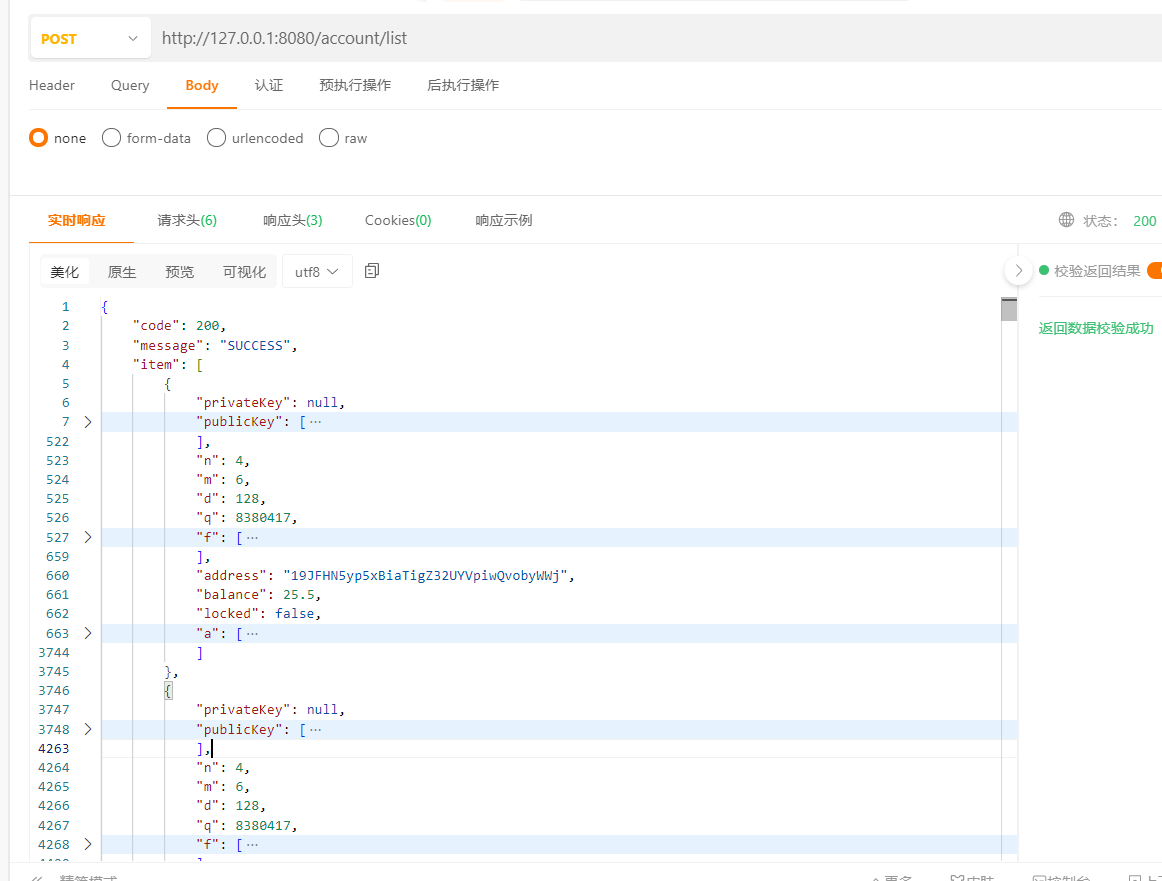 POST http://127.0.0.1:8080/account/list
Header Query Body 认证 预执行操作 后执行操作
none form-data urlencoded raw
实时响应 请求头(6) 响应头(3) Cookies(0) 响应示例 状态: 200
美化 原生 预览 可视化 utf8 校验返回结果
返回数据校验成功
1 {
2 "code": 200,
3 "message": "SUCCESS",
4 "item": [
5 {
6 "privateKey": null,
7 "publicKey": [ ...
522 ],
523 "n": 4,
524 "m": 6,
525 "d": 128,
526 "q": 8380417,
527 "f": [ ...
659 ],
660 "address": "19JFHN5yp5xBiaTigZ32UYVpiwQvobyWWj",
661 "balance": 25.5,
662 "locked": false,
663 "a": [ ...
3744 ]
3745 },
3746 {
3747 "privateKey": null,
3748 "publicKey": [ ...
4263 ],
4264 "n": 4,
4265 "m": 6,
4266 "d": 128,
4267 "q": 8380417,
4268 "f": [ ...